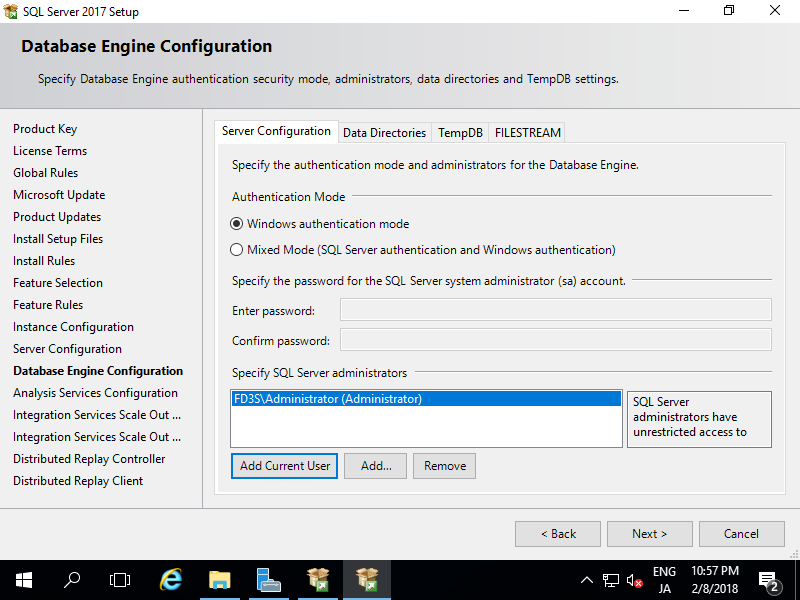 SQL Server 2017 Setup
Database Engine Configuration
Specify Database Engine authentication security mode, administrators, data directories and TempDB settings.
Product Key
License Terms
Global Rules
Microsoft Update
Product Updates
Install Setup Files
Install Rules
Feature Selection
Feature Rules
Instance Configuration
Server Configuration
Database Engine Configuration
Analysis Services Configuration
Integration Services Scale Out ...
Integration Services Scale Out ...
Distributed Replay Controller
Distributed Replay Client
Server Configuration Data Directories TempDB FILESTREAM
Specify the authentication mode and administrators for the Database Engine.
Authentication Mode
Windows authentication mode
Mixed Mode (SQL Server authentication and Windows authentication)
Specify the password for the SQL Server system administrator (sa) account.
Enter password:
Confirm password:
Specify SQL Server administrators
FD3S\Administrator (Administrator)
SQL Server
administrators have
unrestricted access to
Add Current User Add... Remove
< Back Next > Cancel
ENG
JA
10:57 PM
2/8/2018
2